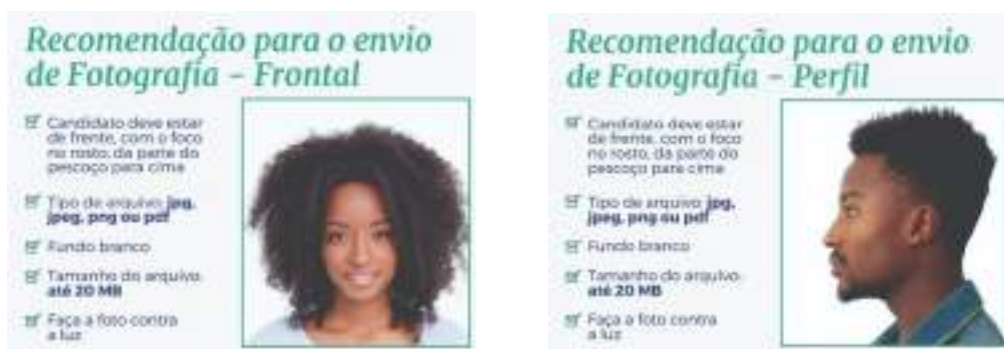 Recomendação para o envio
de Fotografia – Frontal
Candidato deve estar
de frente, com o foco
no rosto, da parte do
pescoço para cima
Tipo de arquivo: jpg,
jpeg, png ou pdf
Fundo branco
Tamanho do arquivo:
até 20 MB
Faça a foto contra
a luz
Recomendação para o envio
de Fotografia – Perfil
Candidato deve estar
de frente, com o foco
no rosto, da parte do
pescoço para cima
Tipo de arquivo: jpg,
jpeg, png ou pdf
Fundo branco
Tamanho do arquivo:
até 20 MB
Faça a foto contra
a luz